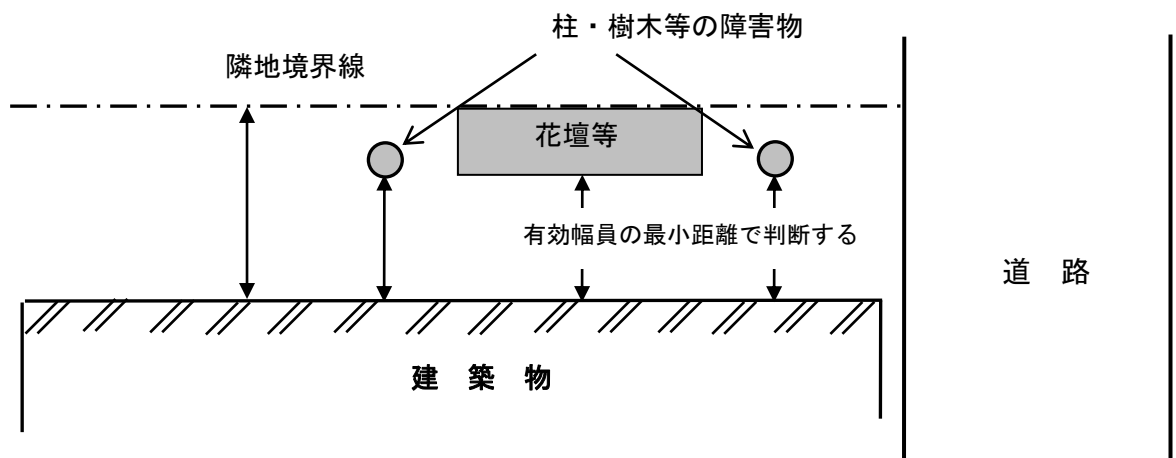 柱・樹木等の障害物
隣地境界線
花壇等
有効幅員の最小距離で判断する
道　路
建　築　物